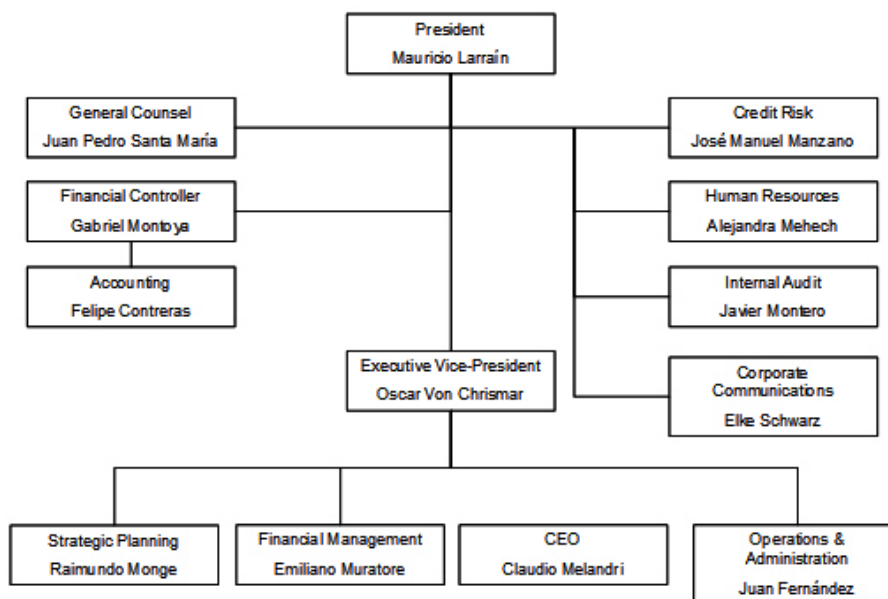 President
Mauricio Larraín
General Counsel
Juan Pedro Santa María
Credit Risk
José Manuel Manzano
Financial Controller
Gabriel Montoya
Human Resources
Alejandra Mehech
Accounting
Felipe Contreras
Internal Audit
Javier Montero
Executive Vice-President
Oscar Von Chrismar
Corporate
Communications
Elke Schwarz
Strategic Planning
Raimundo Monge
Financial Management
Emiliano Muratore
CEO
Claudio Melandri
Operations &
Administration
Juan Fernández